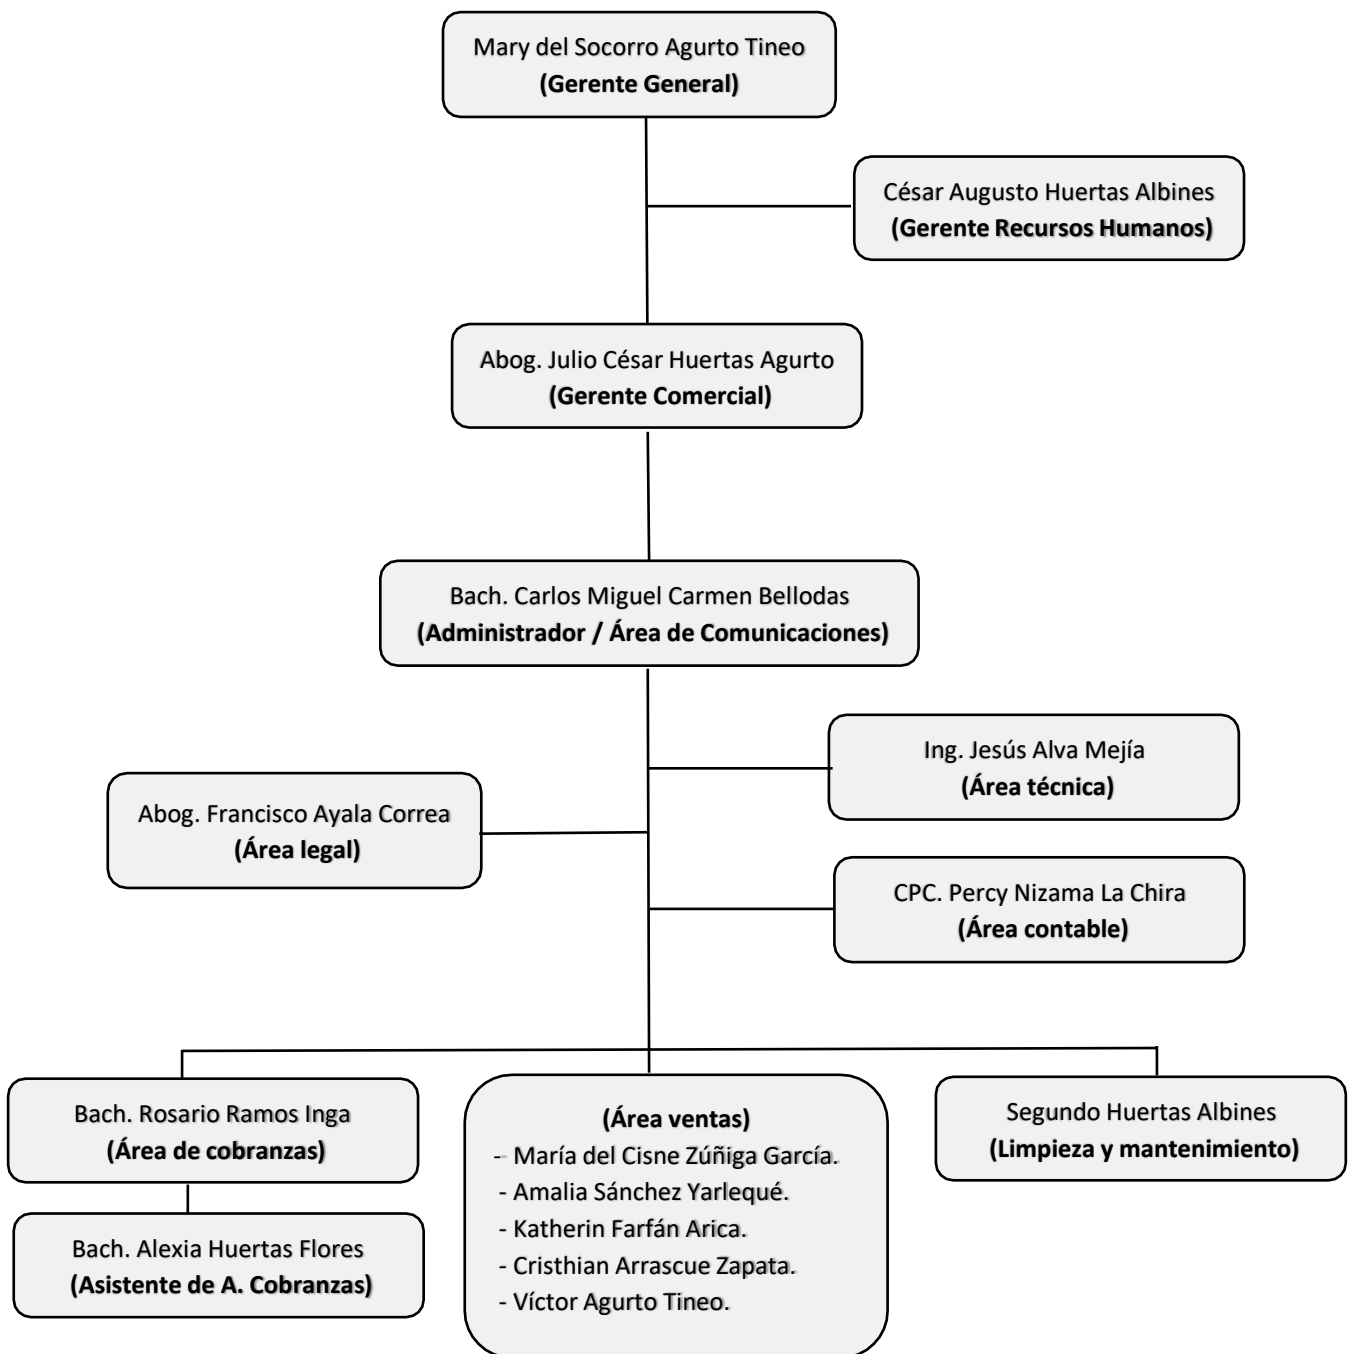 Mary del Socorro Agurto Tineo
(Gerente General)
César Augusto Huertas Albines
(Gerente Recursos Humanos)
Abog. Julio César Huertas Agurto
(Gerente Comercial)
Bach. Carlos Miguel Carmen Bellodas
(Administrador / Área de Comunicaciones)
Ing. Jesús Alva Mejía
(Área técnica)
Abog. Francisco Ayala Correa
(Área legal)
CPC. Percy Nizama La Chira
(Área contable)
Bach. Rosario Ramos Inga
(Área de cobranzas)
Bach. Alexia Huertas Flores
(Asistente de A. Cobranzas)
(Área ventas)
- María del Cisne Zúñiga García.
- Amalia Sánchez Yarlequé.
- Katherin Farfán Arica.
- Cristhian Arrascue Zapata.
- Víctor Agurto Tineo.
Segundo Huertas Albines
(Limpieza y mantenimiento)